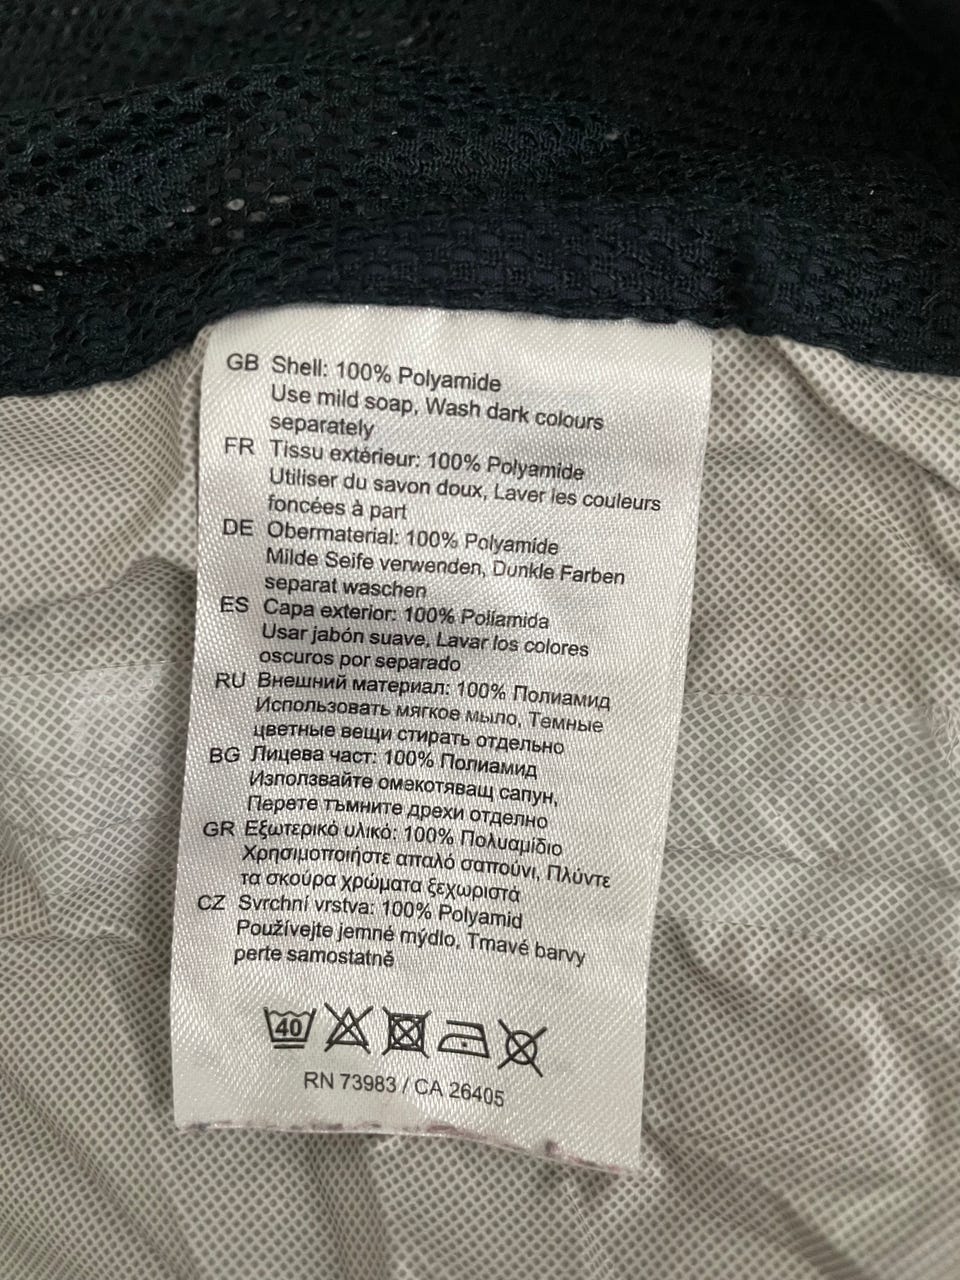 GB Shell: 100% Polyamide
Use mild soap, Wash dark colours
separately
FR Tissu extérieur: 100% Polyamide
Utiliser du savon doux, Laver les couleurs
foncées à part
DE Obermaterial: 100% Polyamide
Milde Seife verwenden, Dunkle Farben
separat waschen
ES Capa exterior: 100% Poliamida
Usar jabón suave, Lavar los colores
oscuros por separado
RU Внешний материал: 100% Полиамид
Использовать мягкое мыло, Темные
цветные вещи стирать отдельно
BG Лицева част: 100% Полиамид
Използвайте омекотяващ сапун,
Перете тъмните дрехи отделно
GR Εξωτερικό υλικό: 100% Πολυαμίδιο
Χρησιμοποιήστε απαλό σαπούνι, Πλύντε
τα σκούρα χρώματα ξεχωριστά
CZ Svrchní vrstva: 100% Polyamid
Používejte jemné mýdlo, Tmavé barvy
perte samostatně
40
RN 73983 / CA 26405